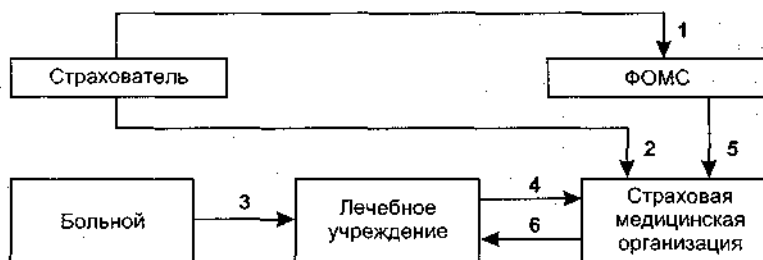 1
Страхователь
ФОМС
2
5
Больной
3
Лечебное
учреждение
4
6
Страховая
медицинская
организация